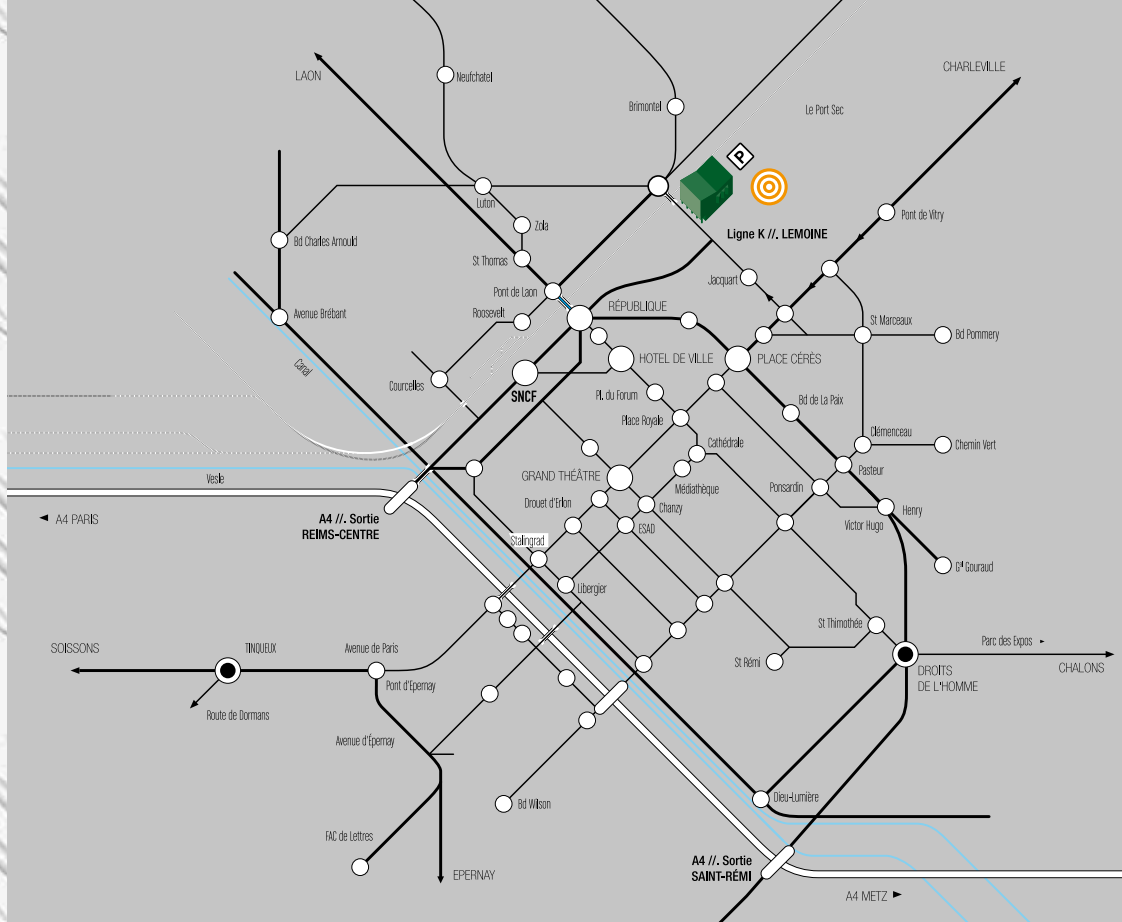 LAON
Neufchatel
CHARLEVILLE
Brimontel
Le Port Sec
P
Luton
Zola
Pont de Vitry
Ligne K //. LEMOINE
Bd Charles Arnould
St Thomas
Jacquart
Pont de Laon
RÉPUBLIQUE
Avenue Brébant
Roosevelt
St Marceaux
Bd Pommery
Canal
HOTEL DE VILLE
PLACE CÉRÈS
Courcelles
SNCF
Pl. du Forum
Bd de La Paix
Place Royale
Cathédrale
Clémenceau
Chemin Vert
Vesle
GRAND THÉÂTRE
Médiathèque
Pasteur
Ponsardin
Drouet d'Erlon
Chanzy
Henry
A4 PARIS
A4 //. Sortie
REIMS-CENTRE
ESAD
Victor Hugo
Stalingrad
Gal Gouraud
Libergier
St Thimothée
SOISSONS
TINQUEUX
Avenue de Paris
Parc des Expos
St Rémi
CHALONS
DROITS
DE L'HOMME
Pont d'Epernay
Route de Dormans
Avenue d'Épernay
Bd Wilson
Dieu-Lumière
FAC de Lettres
A4 //. Sortie
SAINT-RÉMI
EPERNAY
A4 METZ